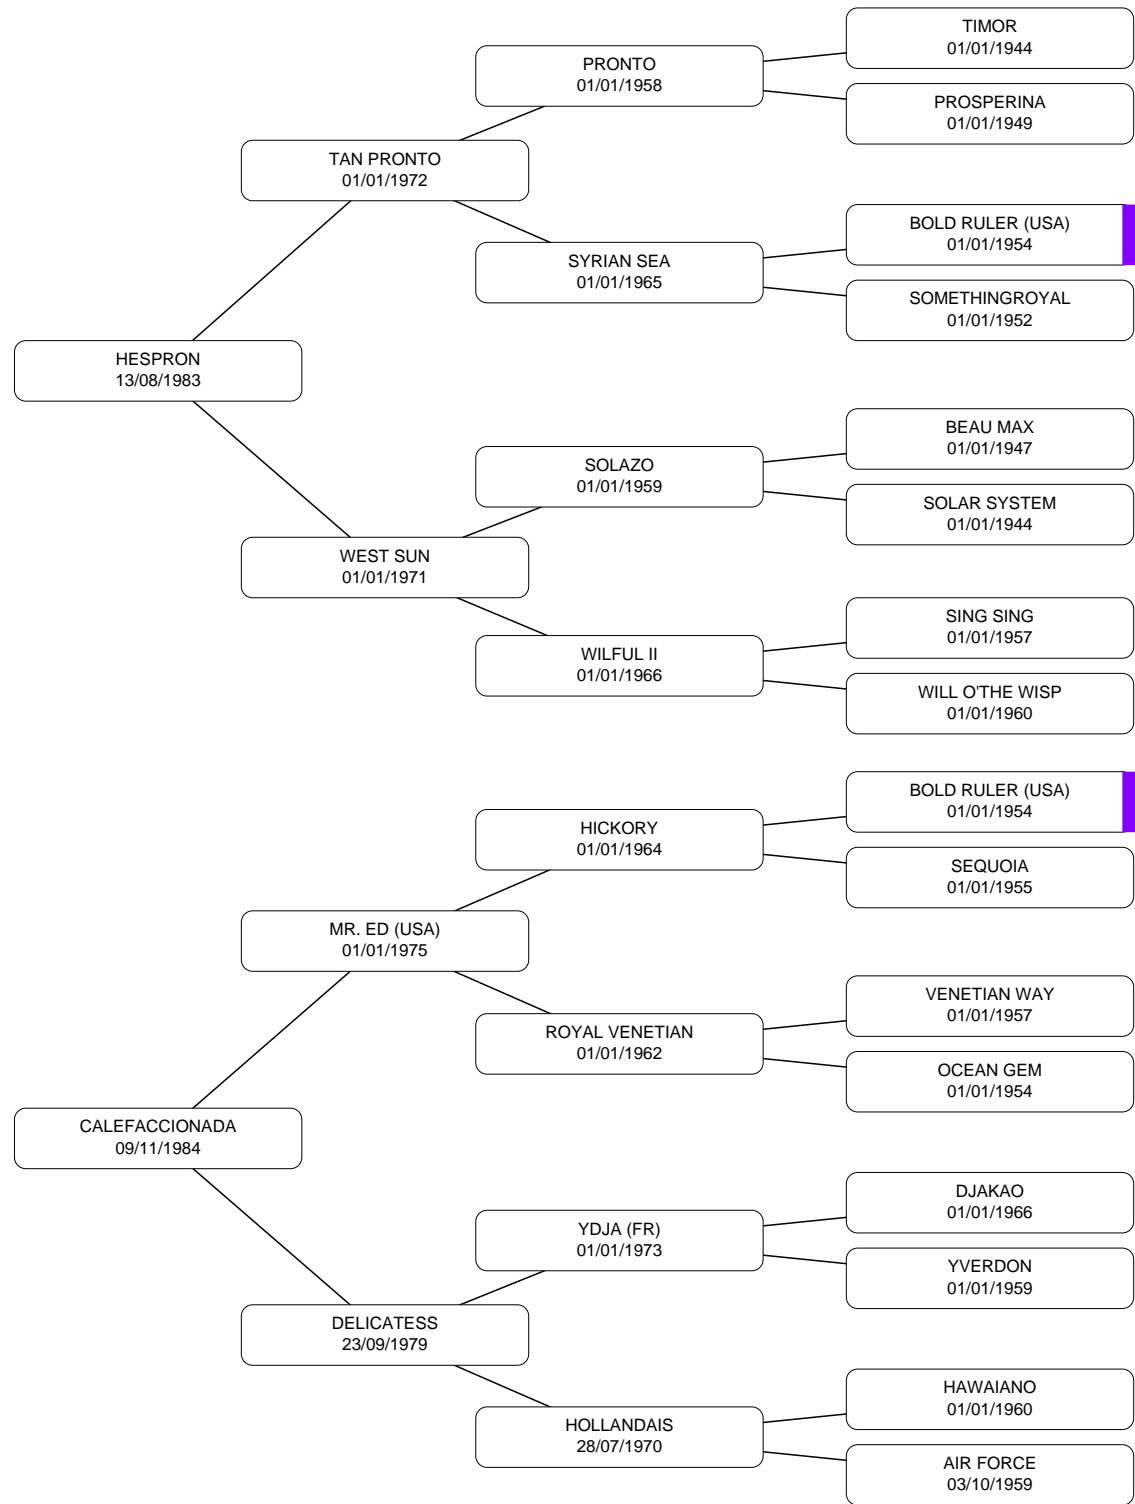 TIMOR
01/01/1944
PRONTO
01/01/1958
PROSPERINA
01/01/1949
TAN PRONTO
01/01/1972
BOLD RULER (USA)
01/01/1954
SYRIAN SEA
01/01/1965
SOMETHINGROYAL
01/01/1952
HESPRON
13/08/1983
BEAU MAX
01/01/1947
SOLAZO
01/01/1959
SOLAR SYSTEM
01/01/1944
WEST SUN
01/01/1971
SING SING
01/01/1957
WILFUL II
01/01/1966
WILL O'THE WISP
01/01/1960
BOLD RULER (USA)
01/01/1954
HICKORY
01/01/1964
SEQUOIA
01/01/1955
MR. ED (USA)
01/01/1975
VENETIAN WAY
01/01/1957
ROYAL VENETIAN
01/01/1962
OCEAN GEM
01/01/1954
CALEFACCIONADA
09/11/1984
DJAKAO
01/01/1966
YDJA (FR)
01/01/1973
YVERDON
01/01/1959
DELICATESS
23/09/1979
HAWAIANO
01/01/1960
HOLLANDAIS
28/07/1970
AIR FORCE
03/10/1959